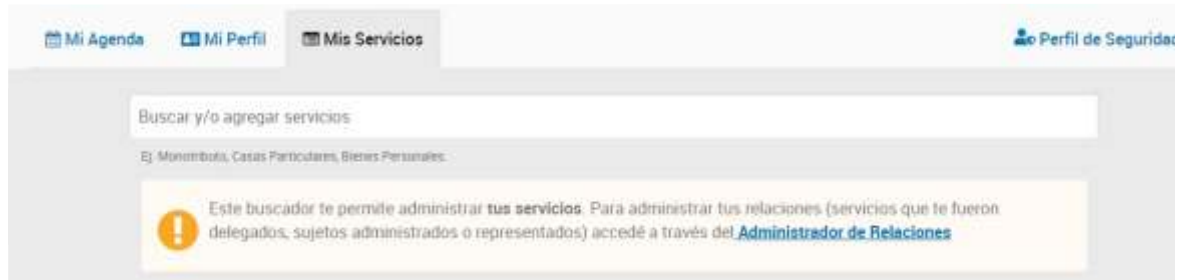 Mi Agenda Mi Perfil Mis Servicios Perfil de Seguridad
Buscar y/o agregar servicios
Ej. Monotributo, Casas Particulares, Bienes Personales.
Este buscador te permite administrar tus servicios. Para administrar tus relaciones (servicios que te fueron
delegados, sujetos administrados o representados) accedé a través del Administrador de Relaciones